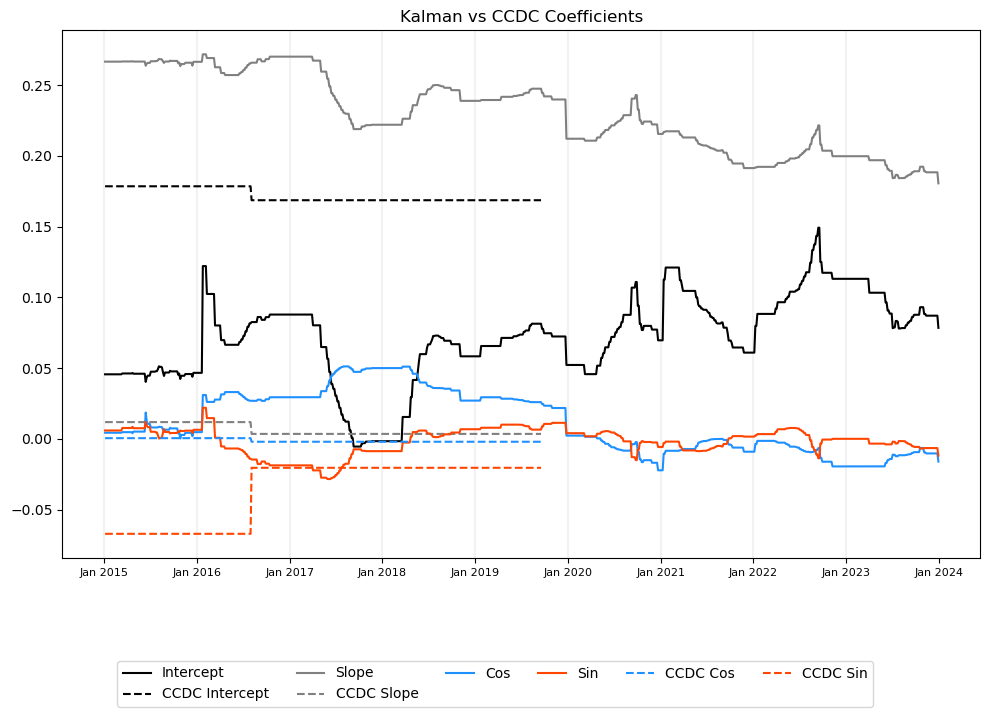 Kalman vs CCDC Coefficients
0.25
0.20
0.15
0.10
0.05
0.00
−0.05
Jan 2015 Jan 2016 Jan 2017 Jan 2018 Jan 2019 Jan 2020 Jan 2021 Jan 2022 Jan 2023 Jan 2024
Intercept Slope Cos Sin CCDC Cos CCDC Sin
CCDC Intercept CCDC Slope